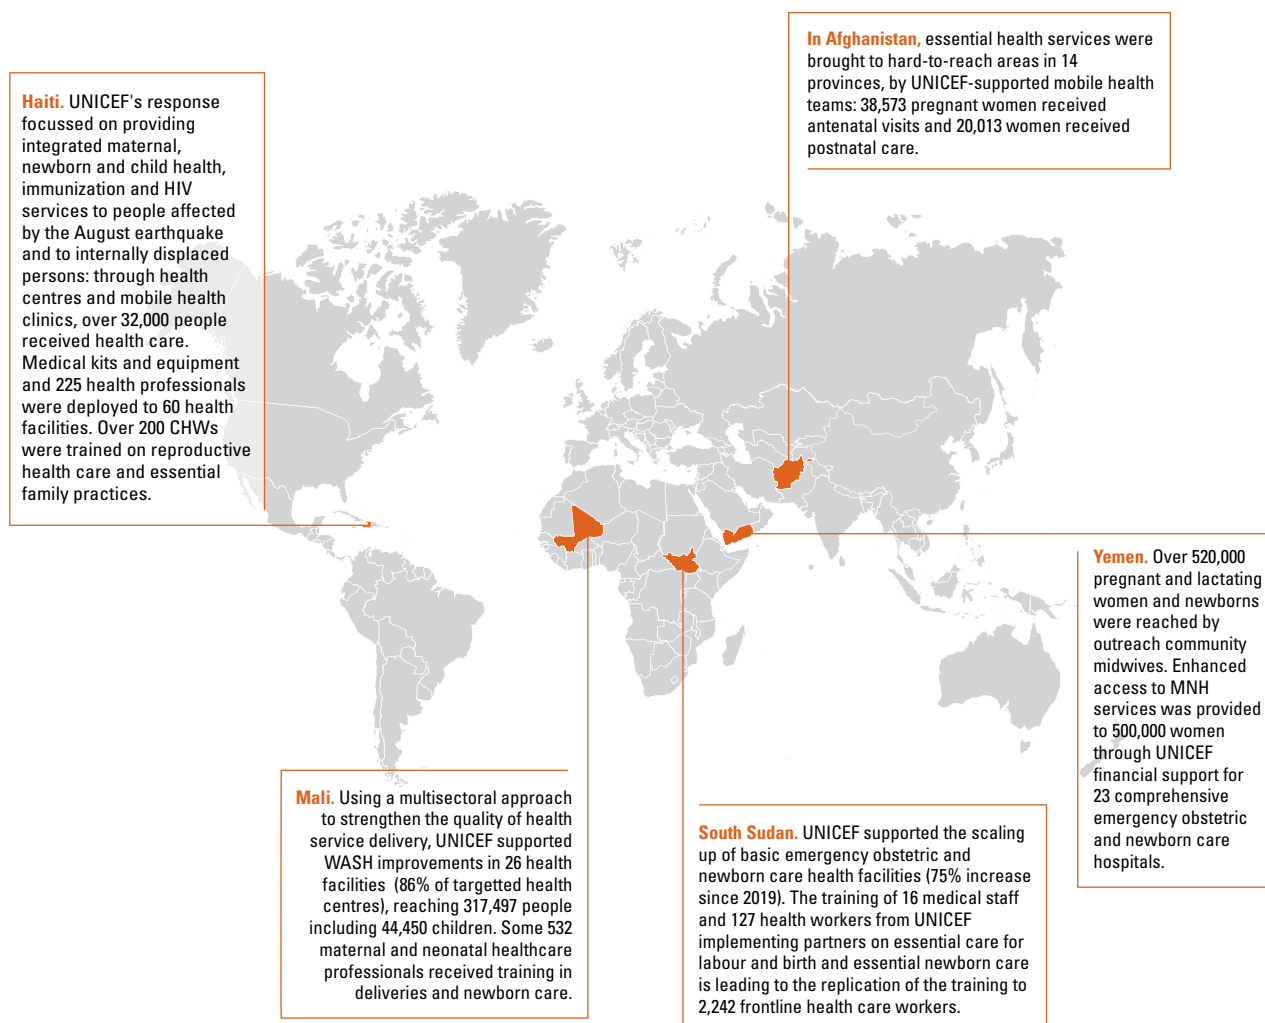 In Afghanistan, essential health services were
brought to hard-to-reach areas in 14
provinces, by UNICEF-supported mobile health
teams: 38,573 pregnant women received
antenatal visits and 20,013 women received
postnatal care.
Haiti. UNICEF's response
focussed on providing
integrated maternal,
newborn and child health,
immunization and HIV
services to people affected
by the August earthquake
and to internally displaced
persons: through health
centres and mobile health
clinics, over 32,000 people
received health care.
Medical kits and equipment
and 225 health professionals
were deployed to 60 health
facilities. Over 200 CHWs
were trained on reproductive
health care and essential
family practices.
Yemen. Over 520,000
pregnant and lactating
women and newborns
were reached by
outreach community
midwives. Enhanced
access to MNH
services was provided
to 500,000 women
through UNICEF
financial support for
23 comprehensive
emergency obstetric
and newborn care
hospitals.
Mali. Using a multisectoral approach
to strengthen the quality of health
service delivery, UNICEF supported
WASH improvements in 26 health
facilities (86% of targetted health
centres), reaching 317,497 people
including 44,450 children. Some 532
maternal and neonatal healthcare
professionals received training in
deliveries and newborn care.
South Sudan. UNICEF supported the scaling
up of basic emergency obstetric and
newborn care health facilities (75% increase
since 2019). The training of 16 medical staff
and 127 health workers from UNICEF
implementing partners on essential care for
labour and birth and essential newborn care
is leading to the replication of the training to
2,242 frontline health care workers.